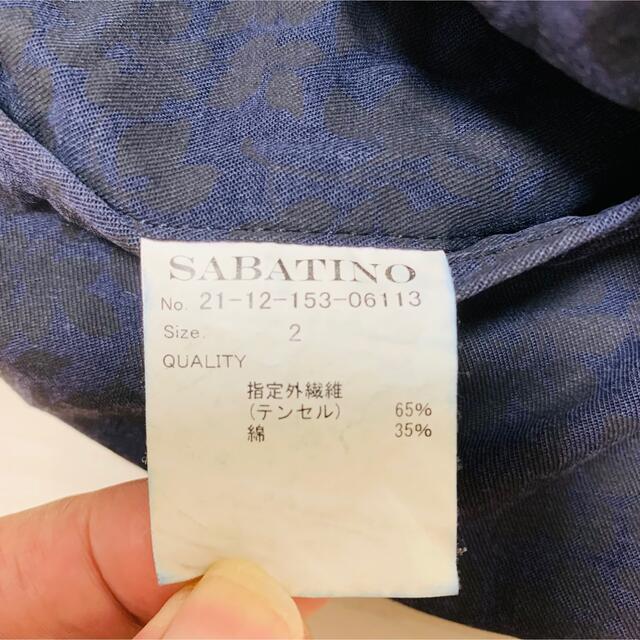 SABATINO
No. 21-12-153-06113
Size. 2
QUALITY
指定外繊維
(テンセル) 65%
綿 35%